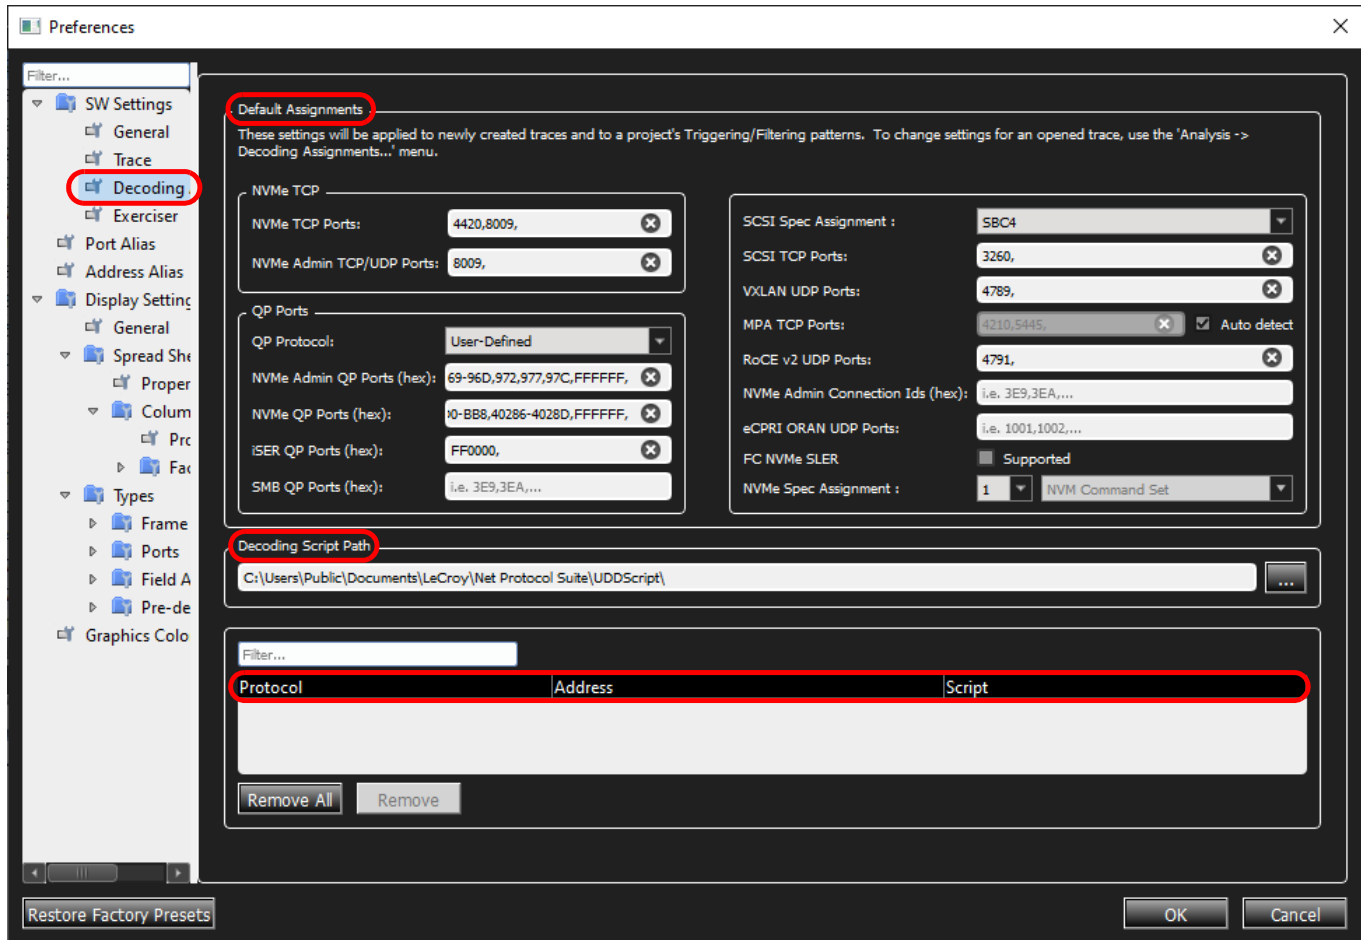 Preferences
Filter...
SW Settings
General
Trace
Decoding
Exerciser
Port Alias
Address Alias
Display Setting
General
Spread She
Proper
Colum
Pro
Fac
Types
Frame
Ports
Field A
Pre-de
Graphics Colo
Default Assignments
These settings will be applied to newly created traces and to a project's Triggering/Filtering patterns. To change settings for an opened trace, use the 'Analysis ->
Decoding Assignments...' menu.
NVMe TCP
NVMe TCP Ports: 4420,8009,
NVMe Admin TCP/UDP Ports: 8009,
QP Ports
QP Protocol: User-Defined
NVMe Admin QP Ports (hex): 69-96D,972,977,97C,FFFFFF,
NVMe QP Ports (hex): 0-BB8,40286-4028D,FFFFFF,
iSER QP Ports (hex): FF0000,
SMB QP Ports (hex): i.e. 3E9,3EA,...
SCSI Spec Assignment : SBC4
SCSI TCP Ports: 3260,
VXLAN UDP Ports: 4789,
MPA TCP Ports: 4210,5445, Auto detect
RoCE v2 UDP Ports: 4791,
NVMe Admin Connection Ids (hex): i.e. 3E9,3EA,...
eCPRI ORAN UDP Ports: i.e. 1001,1002,...
FC NVMe SLER Supported
NVMe Spec Assignment : 1 NVM Command Set
Decoding Script Path
C:\Users\Public\Documents\LeCroy\Net Protocol Suite\UDDScript\ ...
Filter...
Protocol Address Script
Remove All Remove
Restore Factory Presets OK Cancel